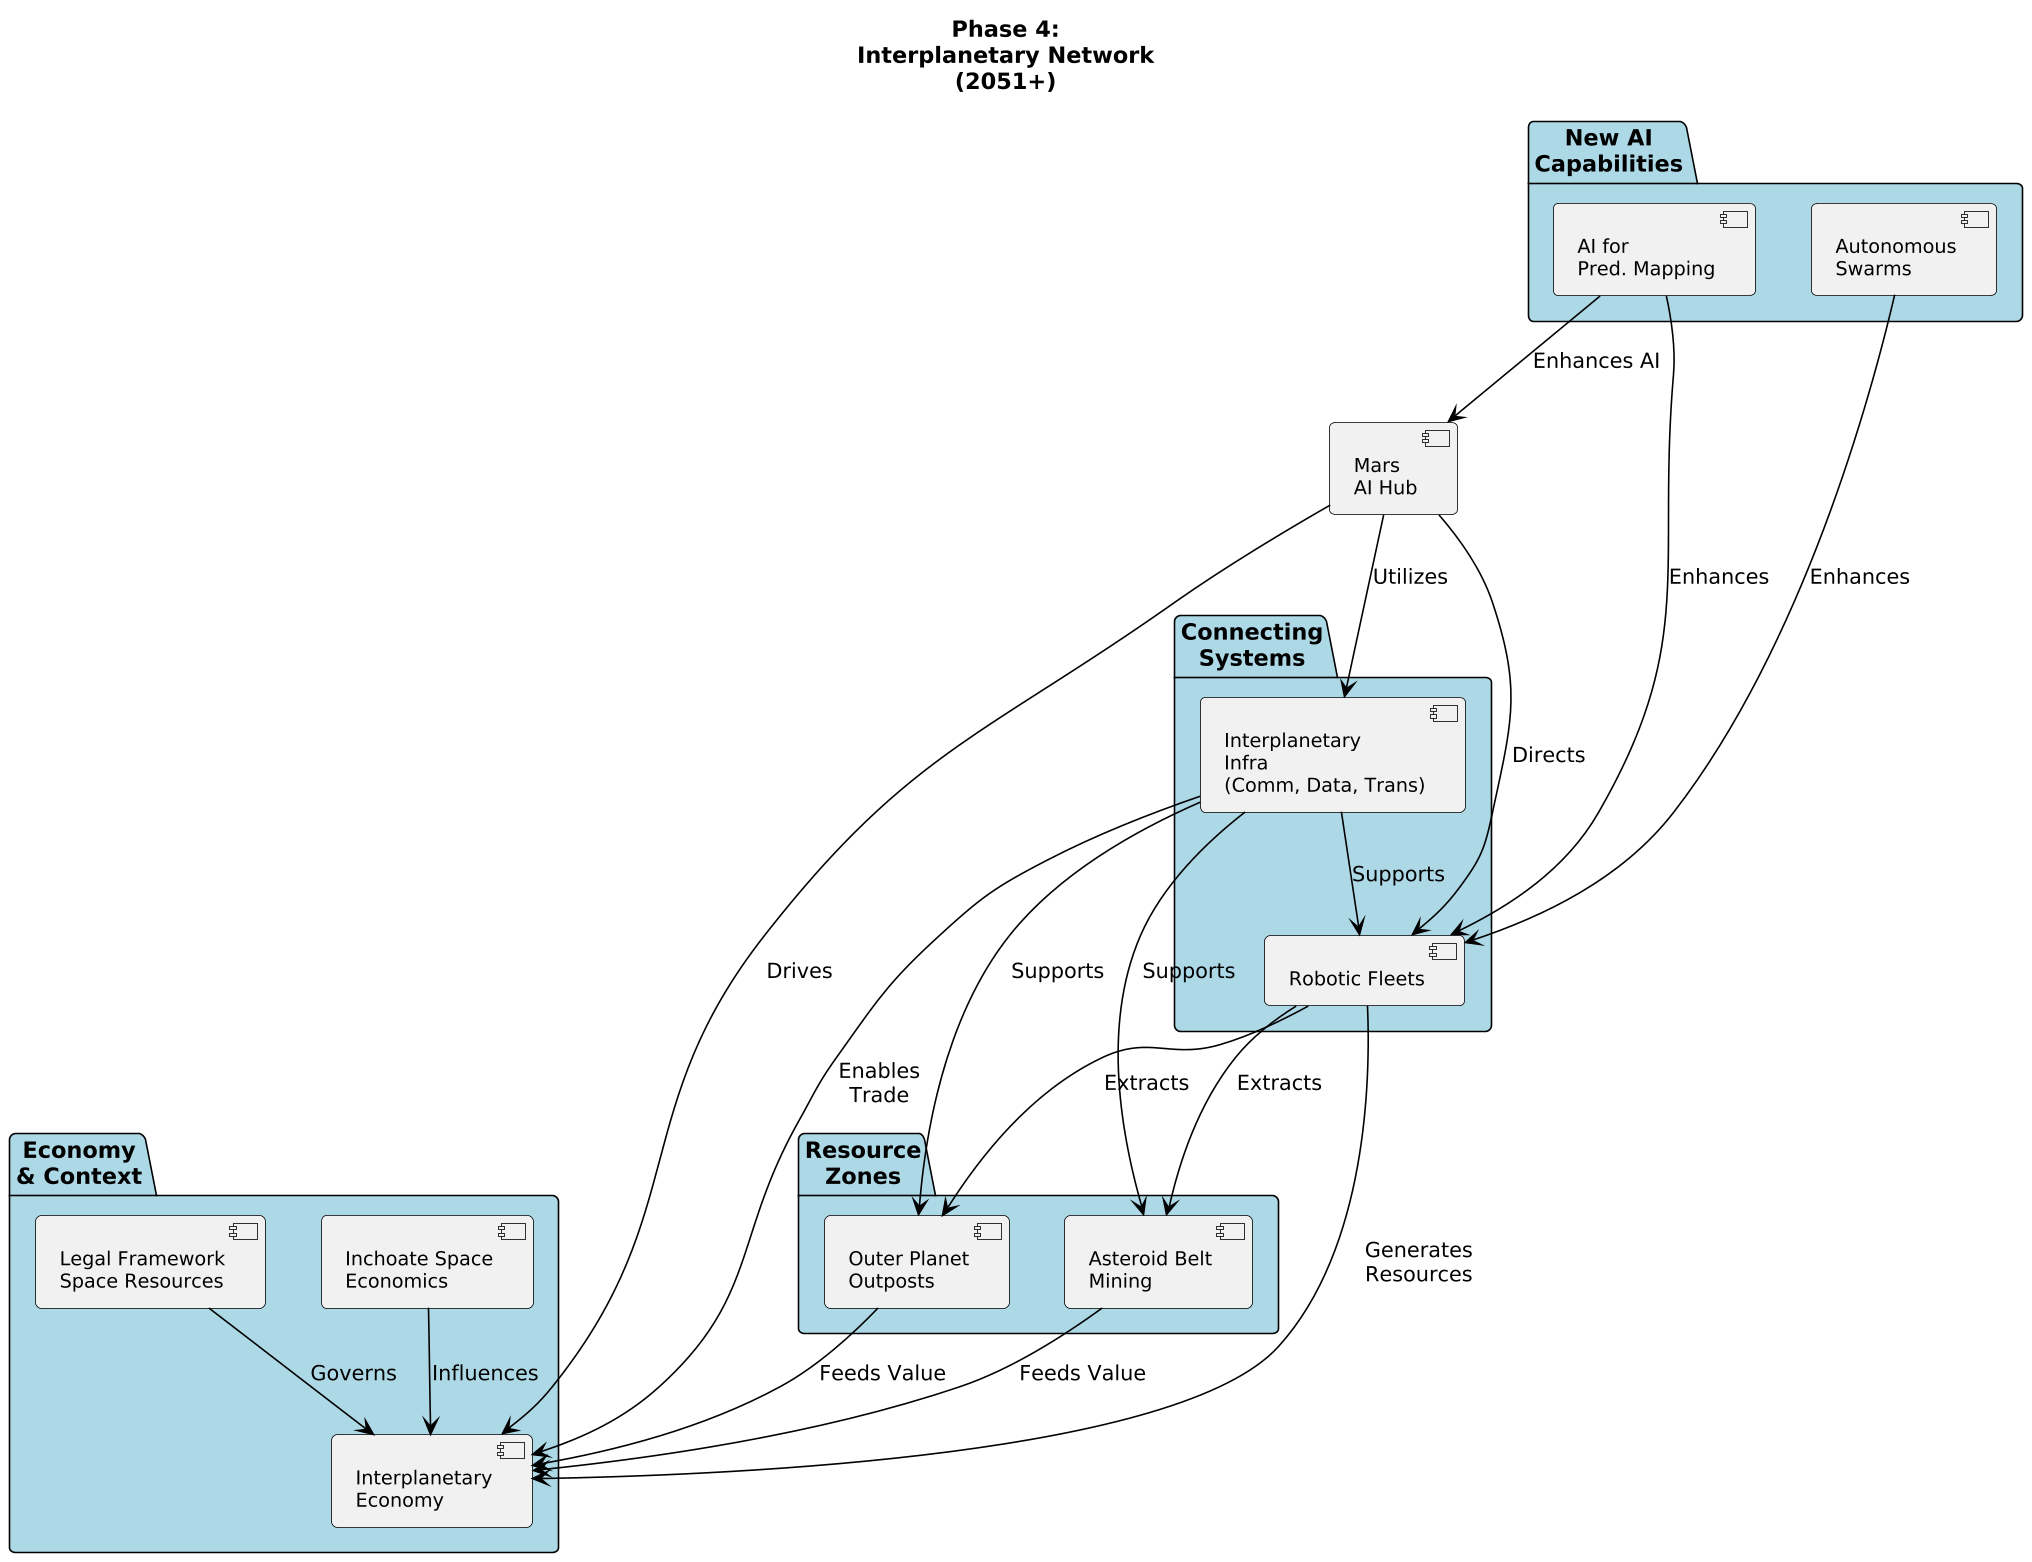 Phase 4:
Interplanetary Network
(2051+)
New AI
Capabilities
AI for
Pred. Mapping
Autonomous
Swarms
Enhances AI
Mars
AI Hub
Utilizes
Enhances
Enhances
Connecting
Systems
Interplanetary
Infra
(Comm, Data, Trans)
Directs
Supports
Drives
Supports
Supports
Robotic Fleets
Enables
Trade
Extracts
Extracts
Economy
& Context
Resource
Zones
Legal Framework
Space Resources
Inchoate Space
Economics
Outer Planet
Outposts
Asteroid Belt
Mining
Generates
Resources
Governs
Influences
Feeds Value
Feeds Value
Interplanetary
Economy